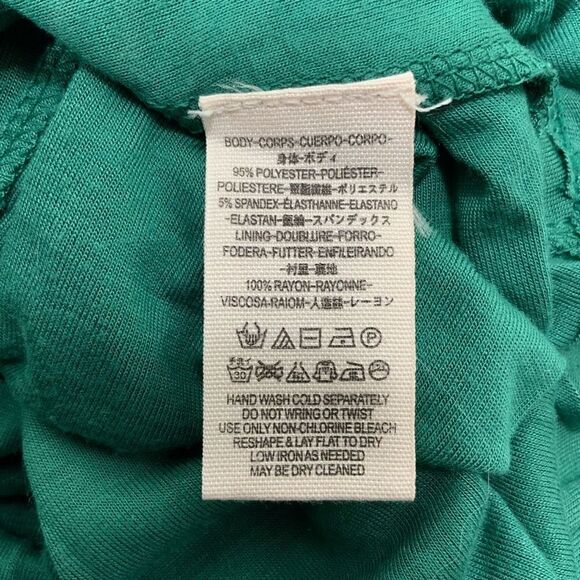 BODY-CORPS-CUERPO-CORPO-
身体-ボディ
95% POLYESTER-POLIÉSTER-
POLIESTERE-聚酯纖維-ポリエステル
5% SPANDEX-ÉLASTHANNE-ELASTANO
-ELASTAN-氨綸-スパンデックス
LINING-DOUBLURE-FORRO-
FODERA-FUTTER-ENFILEIRANDO
-衬里-裏地
100% RAYON-RAYONNE-
VISCOSA-RAIOM-人造絲-レーヨン
P
30
HAND WASH COLD SEPARATELY
DO NOT WRING OR TWIST
USE ONLY NON-CHLORINE BLEACH
RESHAPE & LAY FLAT TO DRY
LOW IRON AS NEEDED
MAY BE DRY CLEANED